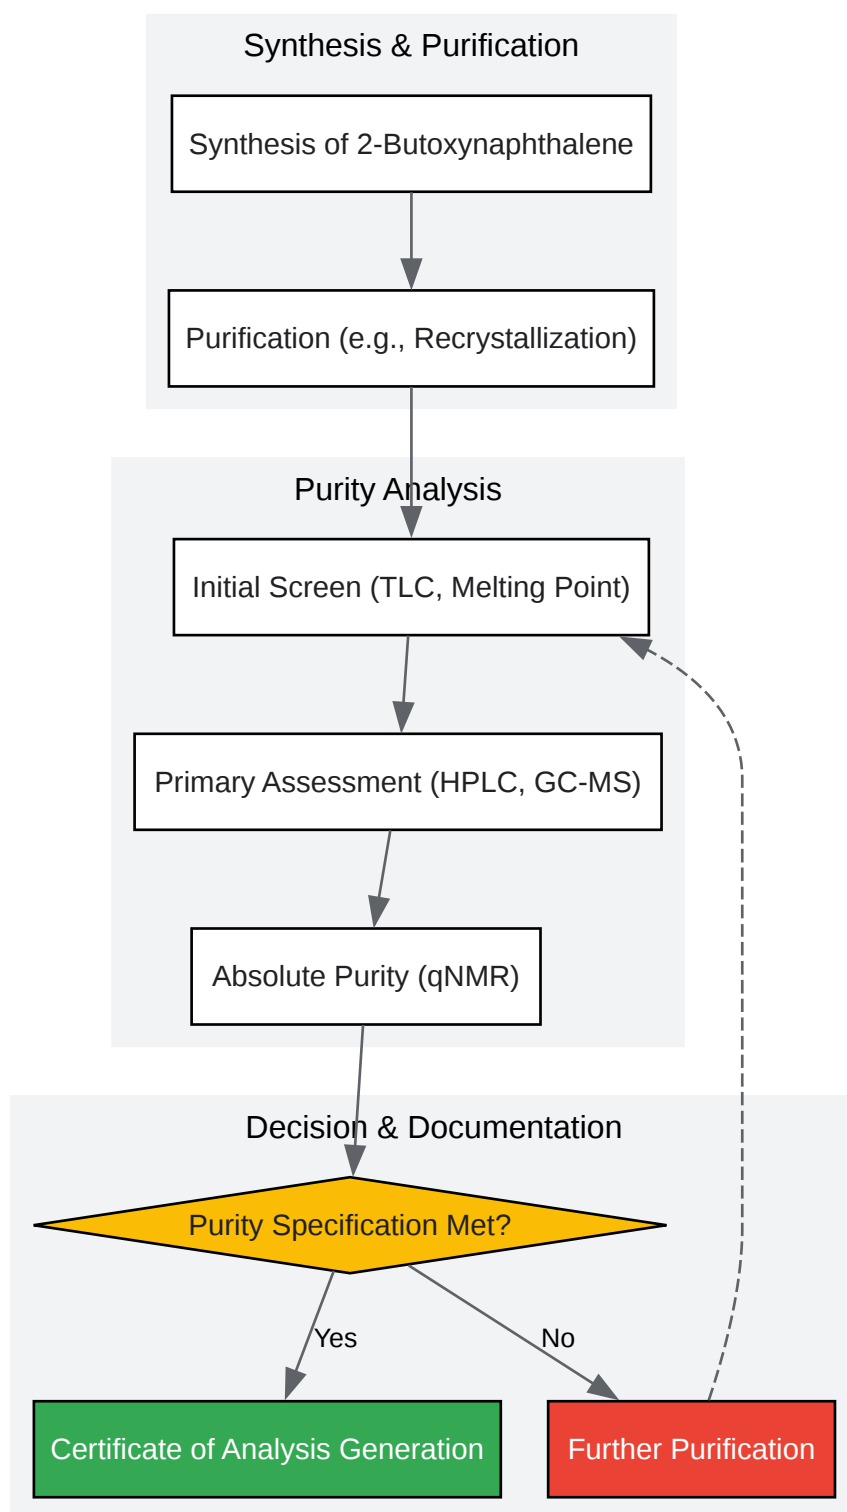 Synthesis & Purification
Synthesis of 2-Butoxynaphthalene
Purification (e.g., Recrystallization)
Purity Analysis
Initial Screen (TLC, Melting Point)
Primary Assessment (HPLC, GC-MS)
Absolute Purity (qNMR)
Decision & Documentation
Purity Specification Met?
Yes
No
Certificate of Analysis Generation
Further Purification